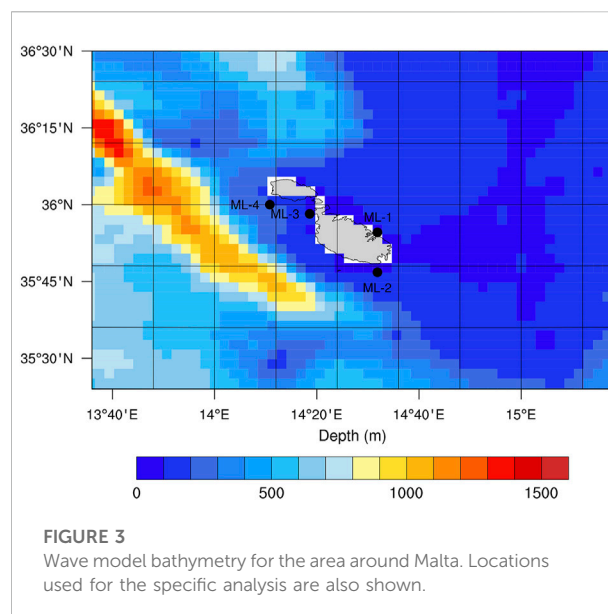 36°30'N
36°15'N
36°N
35°45'N
35°30'N
ML-1
ML-4
ML-3
ML-2
13°40'E 14°E 14°20'E 14°40'E 15°E
Depth (m)
0 500 1000 1500
FIGURE 3
Wave model bathymetry for the area around Malta. Locations
used for the specific analysis are also shown.